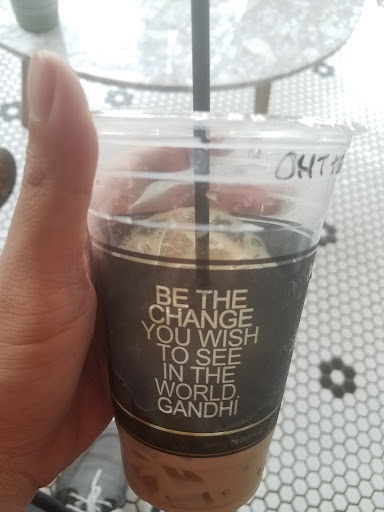 BE THE
CHANGE
YOU WISH
TO SEE
IN THE
WORLD.
GANDHi